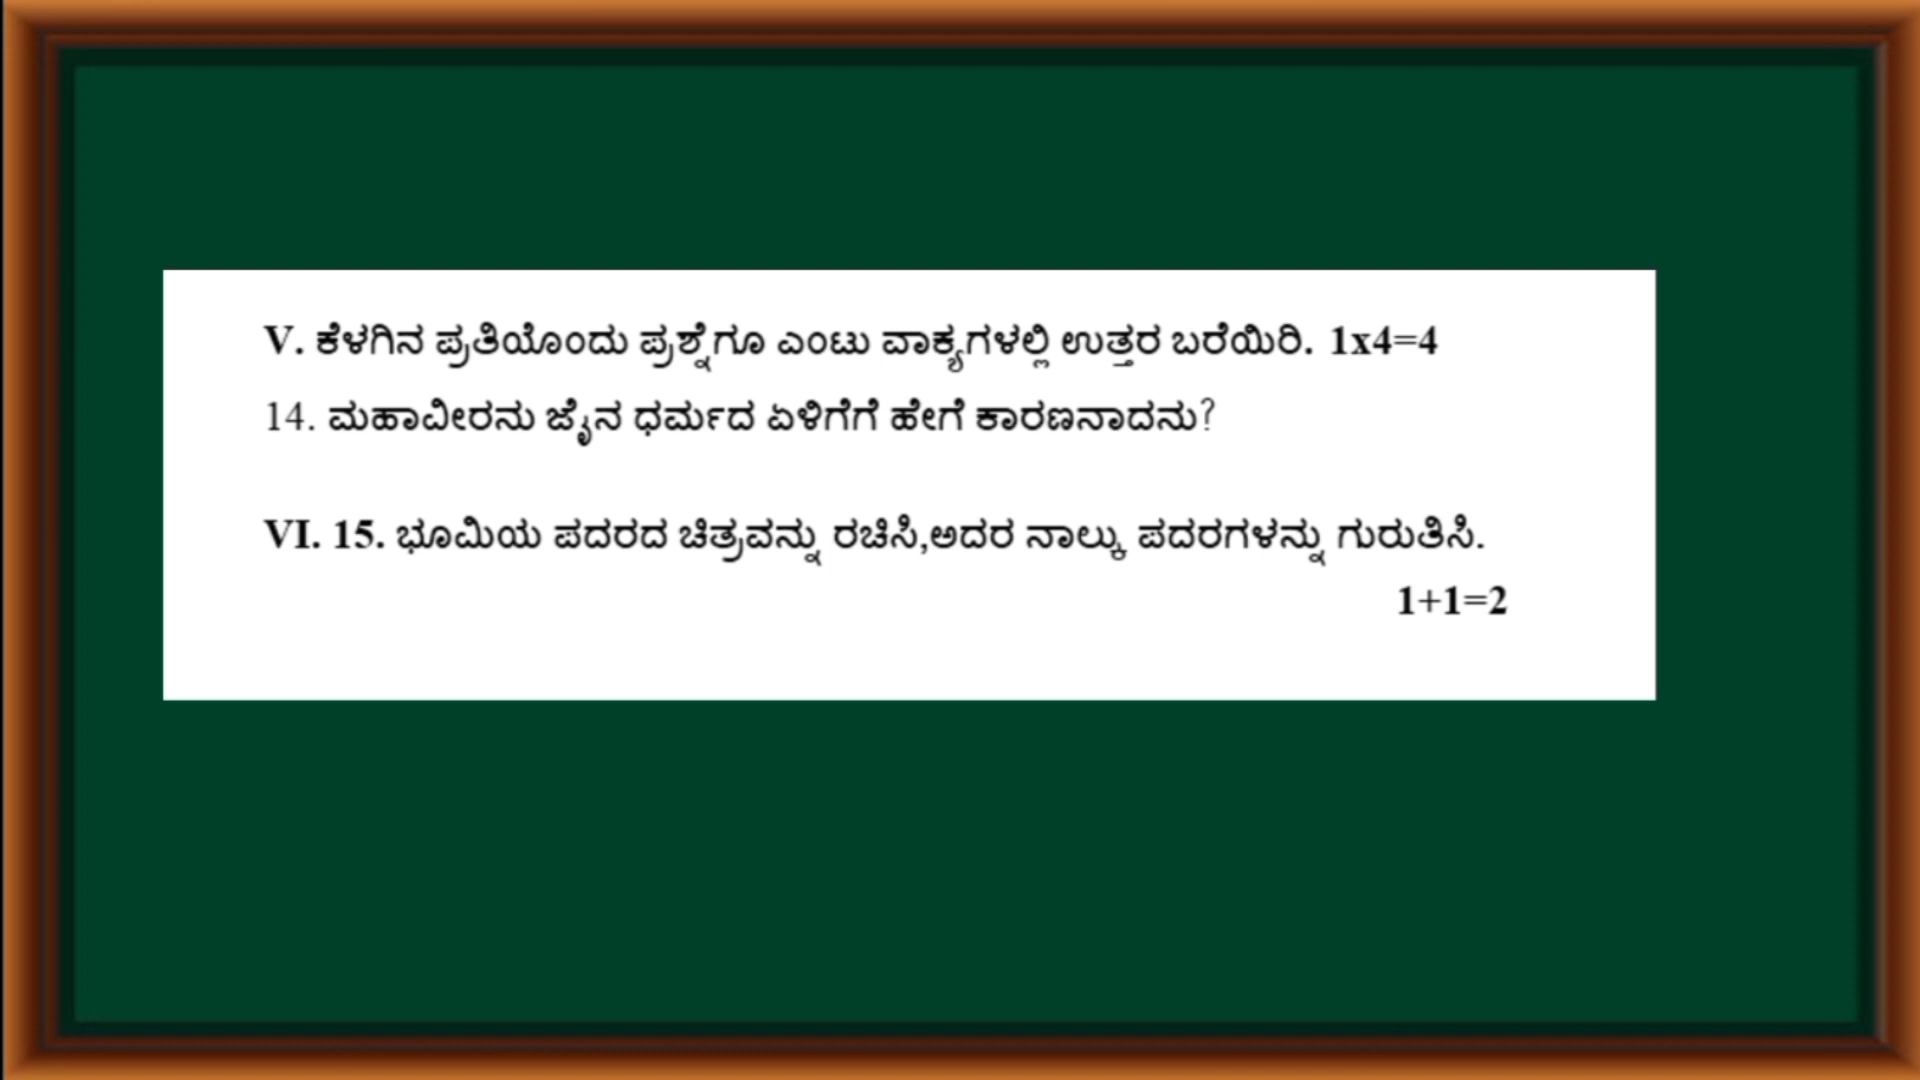 V. ಕೆಳಗಿನ ಪ್ರತಿಯೊಂದು ಪ್ರಶ್ನೆಗೂ ಎಂಟು ವಾಕ್ಯಗಳಲ್ಲಿ ಉತ್ತರ ಬರೆಯಿರಿ. 1x4=4
14. ಮಹಾವೀರನು ಜೈನ ಧರ್ಮದ ಏಳಿಗೆಗೆ ಹೇಗೆ ಕಾರಣನಾದನು?
VI. 15. ಭೂಮಿಯ ಪದರದ ಚಿತ್ರವನ್ನು ರಚಿಸಿ,ಅದರ ನಾಲ್ಕು ಪದರಗಳನ್ನು ಗುರುತಿಸಿ.
1+1=2